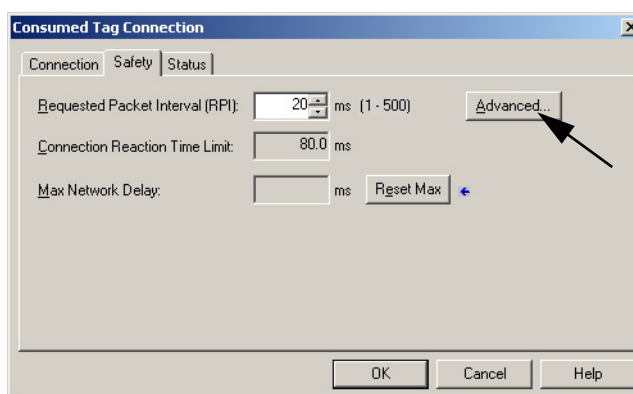 Consumed Tag Connection
Connection Safety Status
Requested Packet Interval (RPI): 20 ms (1 - 500) Advanced...
Connection Reaction Time Limit: 80.0 ms
Max Network Delay: ms Reset Max
OK Cancel Help